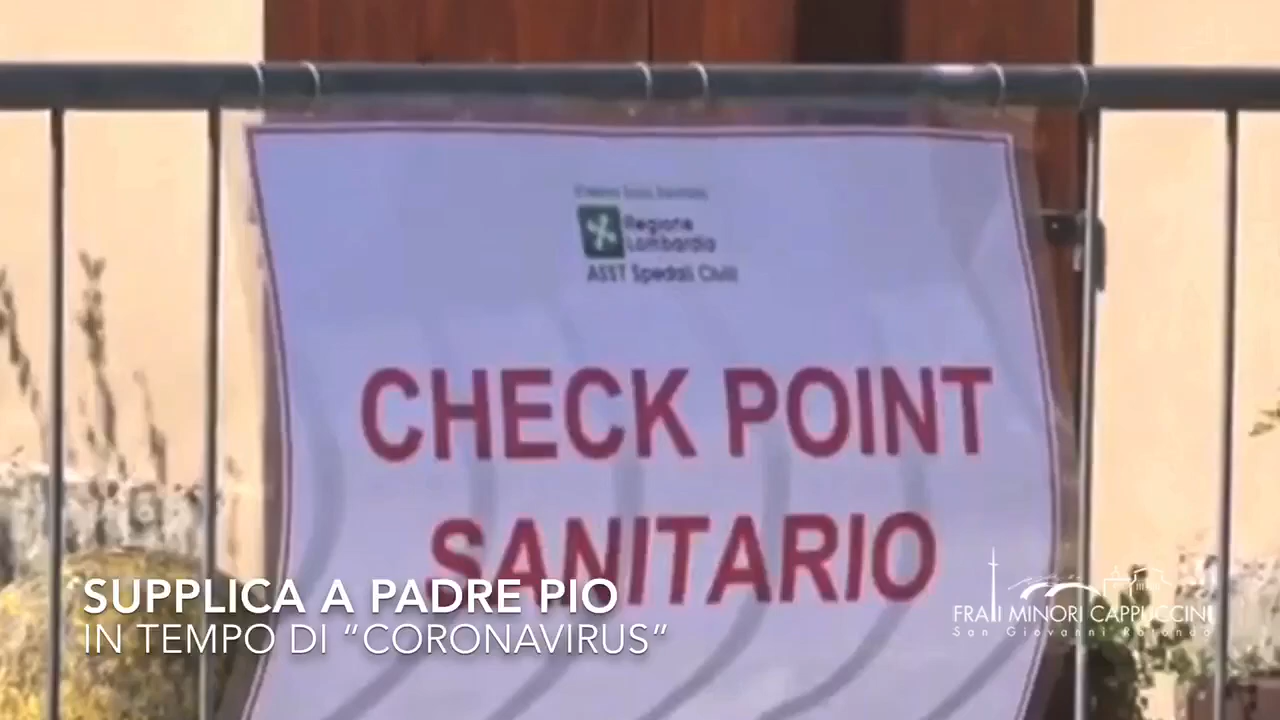 Regione
Lombardia
ASST Spedali Civili
CHECK POINT
SANITARIO
SUPPLICA A PADRE PIO
IN TEMPO DI “CORONAVIRUS”
FRATI MINORI CAPPUCCINI
San Giovanni Rotondo